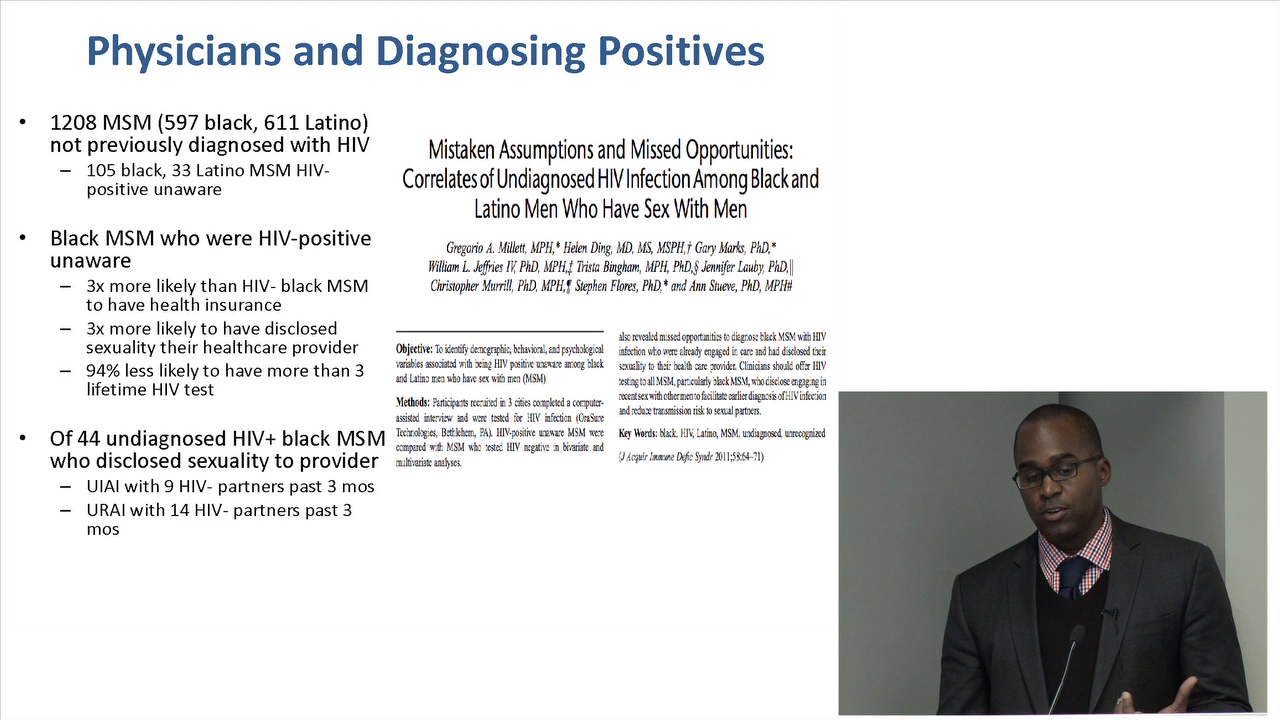 Physicians and Diagnosing Positives
• 1208 MSM (597 black, 611 Latino)
not previously diagnosed with HIV
– 105 black, 33 Latino MSM HIV-
positive unaware
• Black MSM who were HIV-positive
unaware
– 3x more likely than HIV- black MSM
to have health insurance
– 3x more likely to have disclosed
sexuality their healthcare provider
– 94% less likely to have more than 3
lifetime HIV test
• Of 44 undiagnosed HIV+ black MSM
who disclosed sexuality to provider
– UIAI with 9 HIV- partners past 3 mos
– URAI with 14 HIV- partners past 3
mos
Mistaken Assumptions and Missed Opportunities:
Correlates of Undiagnosed HIV Infection Among Black and
Latino Men Who Have Sex With Men
Gregorio A. Millett, MPH,* Helen Ding, MD, MS, MSPH,† Gary Marks, PhD,*
William L. Jeffries IV, PhD, MPH,‡ Trista Bingham, MPH, PhD,§ Jennifer Lauby, PhD,||
Christopher Murrill, PhD, MPH,¶ Stephen Flores, PhD,* and Ann Stueve, PhD, MPH#
Objective: To identify demographic, behavioral, and psychological
variables associated with being HIV positive unaware among black
and Latino men who have sex with men (MSM).
Methods: Participants recruited in 3 cities completed a computer-
assisted interview and were tested for HIV infection (OraSure
Technologies, Bethlehem, PA). HIV-positive unaware MSM were
compared with MSM who tested HIV negative in bivariate and
multivariate analyses.
also revealed missed opportunities to diagnose black MSM with HIV
infection who were already engaged in care and had disclosed their
sexuality to their health care provider. Clinicians should offer HIV
testing to all MSM, particularly black MSM, who disclose engaging in
recent sex with other men to facilitate earlier diagnosis of HIV infection
and reduce transmission risk to sexual partners.
Key Words: black, HIV, Latino, MSM, undiagnosed, unrecognized
(J Acquir Immune Defic Syndr 2011;58:64–71)